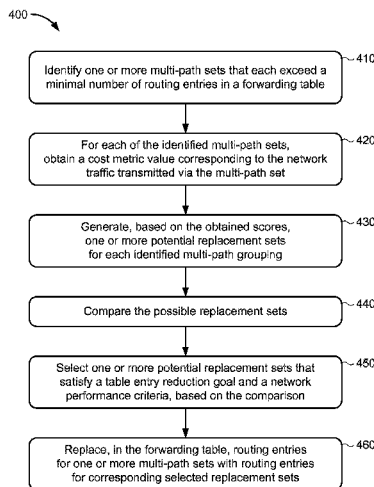 400
410
Identify one or more multi-path sets that each exceed a
minimal number of routing entries in a forwarding table
420
For each of the identified multi-path sets,
obtain a cost metric value corresponding to the network
traffic transmitted via the multi-path set
430
Generate, based on the obtained scores,
one or more potential replacement sets
for each identified multi-path grouping
440
Compare the possible replacement sets
450
Select one or more potential replacement sets that
satisfy a table entry reduction goal and a network
performance criteria, based on the comparison
460
Replace, in the forwarding table, routing entries
for one or more multi-path sets with routing entries
for corresponding selected replacement sets